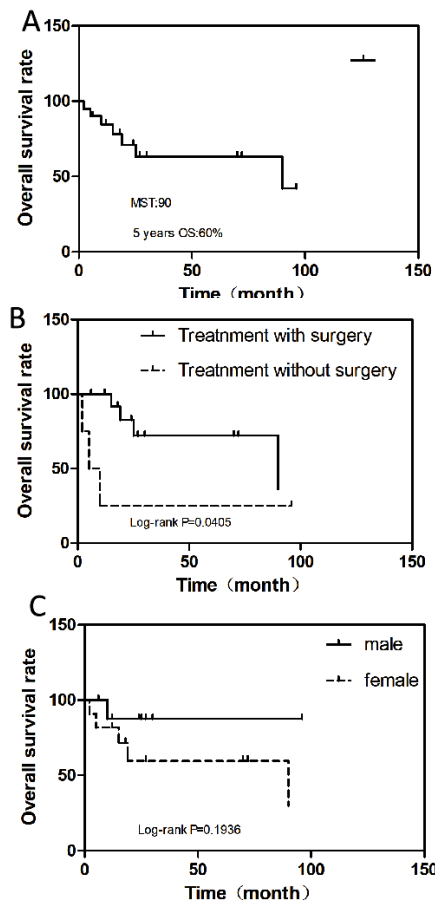 A
150
100
50
0
Overall survival rate
MST:90
5 years OS:60%
0
50
100
150
Time（month）
B
Treatnment with surgery
Treatnment without surgery
150
100
50
0
Overall survival rate
Log-rank P=0.0405
0
50
100
150
Time（month）
C
male
female
150
100
50
0
Overall survival rate
Log-rank P=0.1936
0
50
100
150
Time（month）